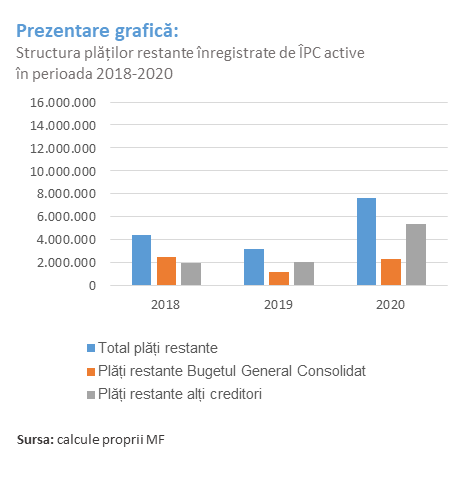 Prezentare grafică:
Structura plăților restante înregistrate de ÎPC active
în perioada 2018-2020
16.000.000
14.000.000
12.000.000
10.000.000
8.000.000
6.000.000
4.000.000
2.000.000
0
2018
2019
2020
Total plăți restante
Plăți restante Bugetul General Consolidat
Plăți restante alți creditori
Sursa: calcule proprii MF